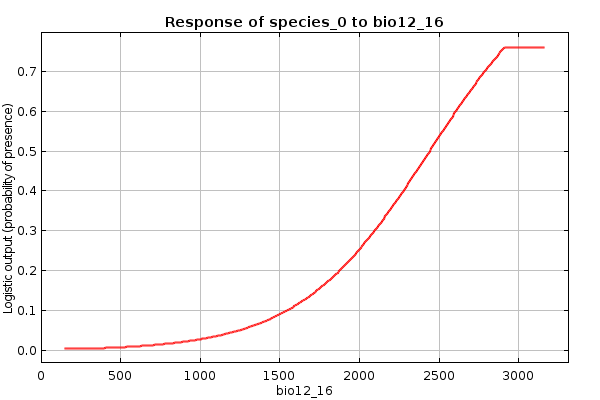 Response of species_0 to bio12_16
Logistic output (probability of presence)
0.7
0.6
0.5
0.4
0.3
0.2
0.1
0.0
0 500 1000 1500 2000 2500 3000
bio12_16